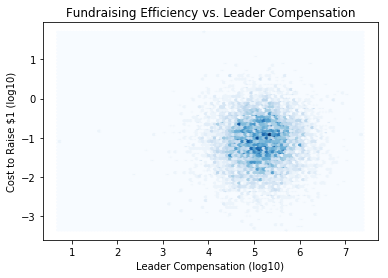 Fundraising Efficiency vs. Leader Compensation
Cost to Raise $1 (log10)
1
0
−1
−2
−3
1 2 3 4 5 6 7
Leader Compensation (log10)